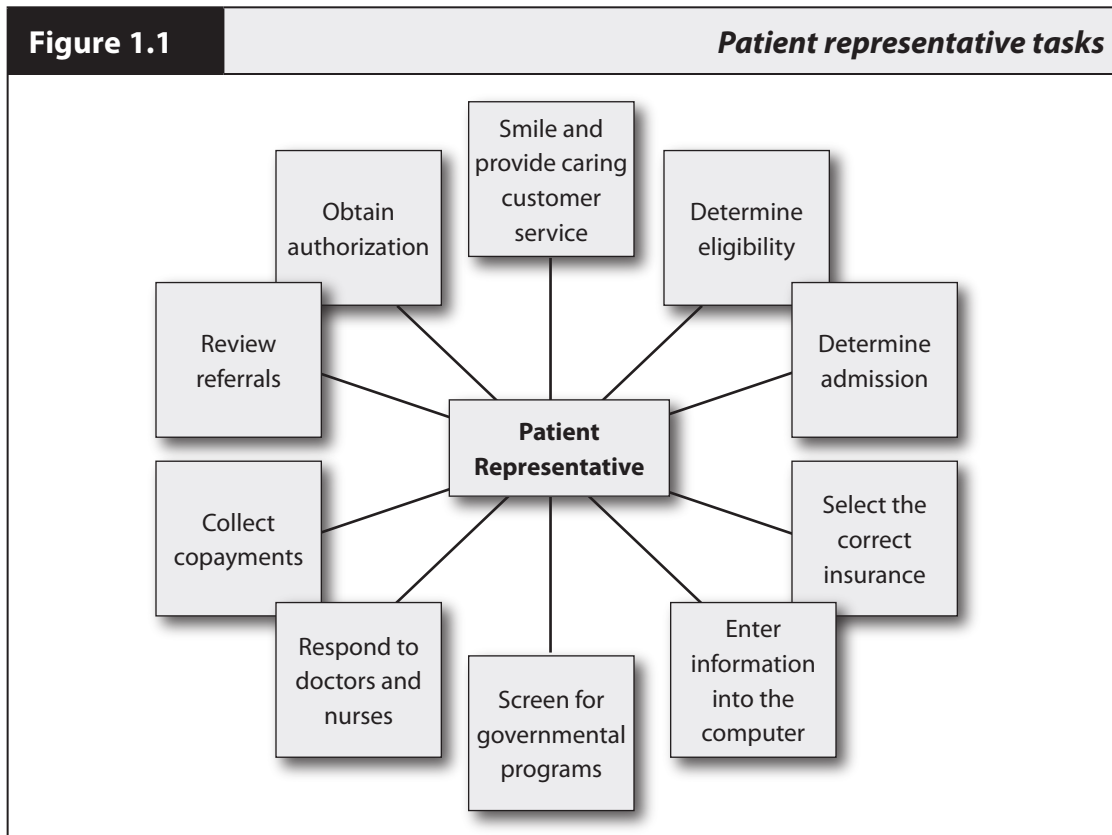 Figure 1.1
Patient representative tasks
Smile and
provide caring
customer
service
Determine
eligibility
Determine
admission
Select the
correct
insurance
Enter
information
into the
computer
Screen for
governmental
programs
Respond to
doctors and
nurses
Collect
copayments
Review
referrals
Obtain
authorization
Patient
Representative